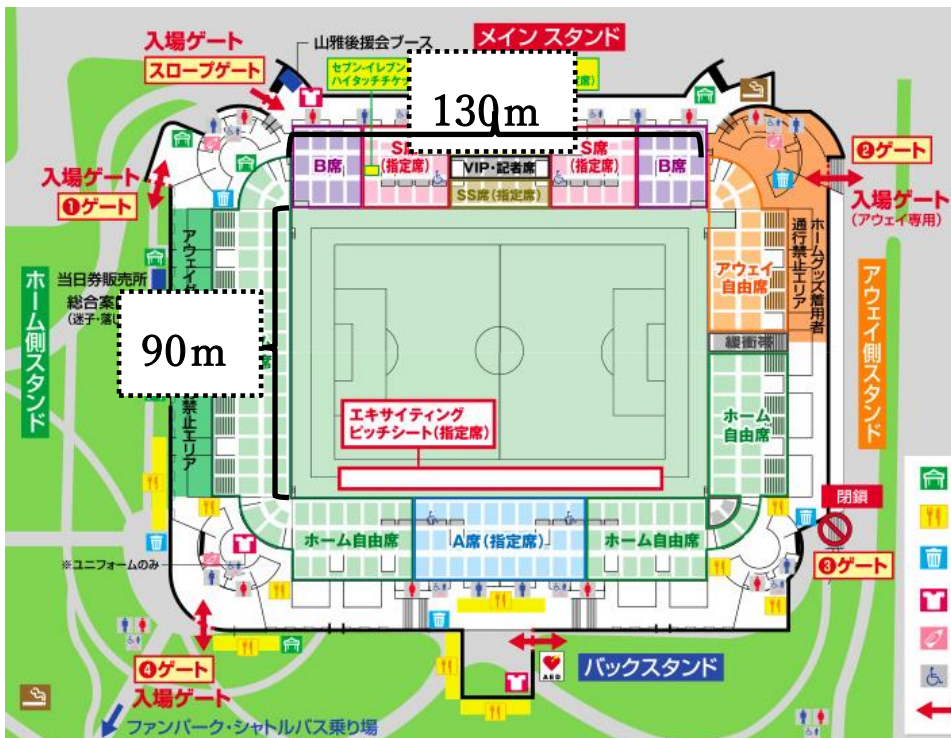 入場ゲート
スロープゲート
山雅後援会ブース
メイン スタンド
セブン-イレブン
ハイタッチチケ
席)
130m
B席
S席
(指定席)
VIP・記者席
SS席(指定席)
S席
(指定席)
B席
❷ゲート
入場ゲート
(アウェイ専用)
入場ゲート
❶ゲート
アウェイ
ホームグッズ着用者
通行禁止エリア
アウェイ
自由席
緩衝帯
当日券販売所
総合案
(迷子・落
ホーム側スタンド
90m
席
禁止エリア
アウェイ側スタンド
ホーム
自由席
エキサイティング
ピッチシート(指定席)
閉鎖
❸ゲート
ホーム自由席
A席(指定席)
ホーム自由席
※ユニフォームのみ
❹ゲート
入場ゲート
AED
バックスタンド
ファンパーク・シャトルバス乗り場